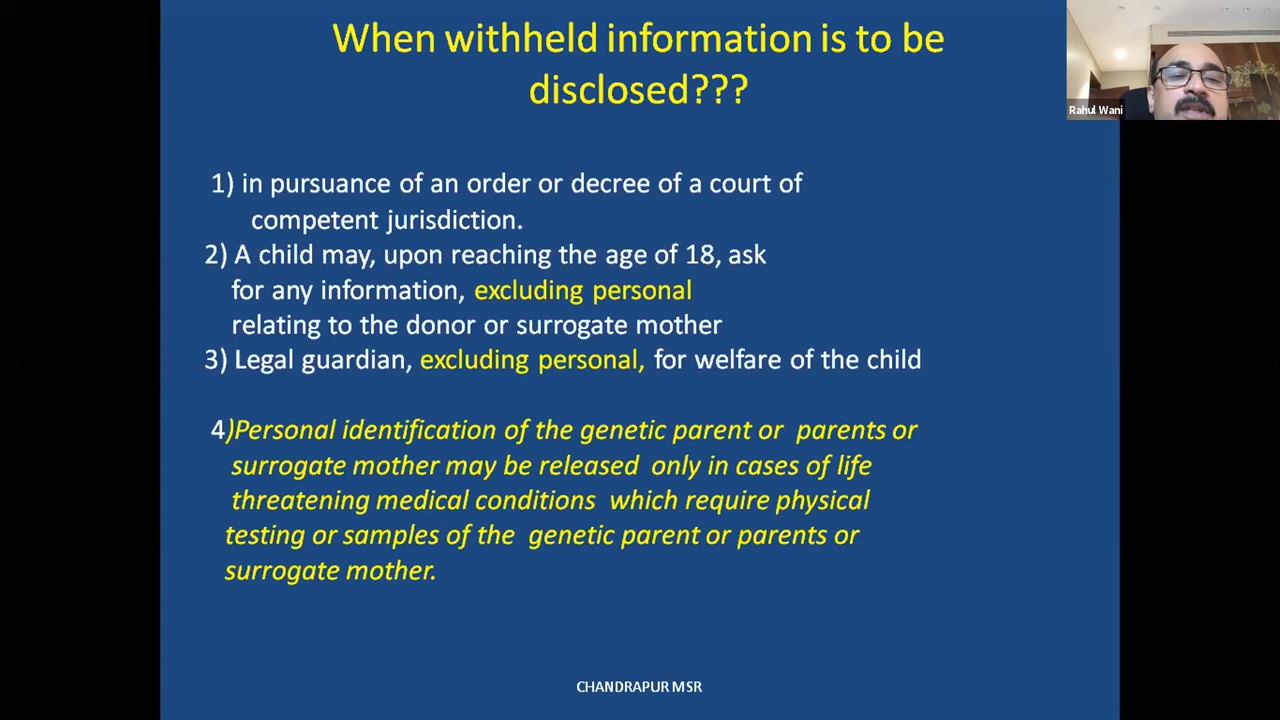 When withheld information is to be
disclosed???
Rahul Wani
1) in pursuance of an order or decree of a court of
competent jurisdiction.
2) A child may, upon reaching the age of 18, ask
for any information, excluding personal
relating to the donor or surrogate mother
3) Legal guardian, excluding personal, for welfare of the child
4)Personal identification of the genetic parent or parents or
surrogate mother may be released only in cases of life
threatening medical conditions which require physical
testing or samples of the genetic parent or parents or
surrogate mother.
CHANDRAPUR MSR